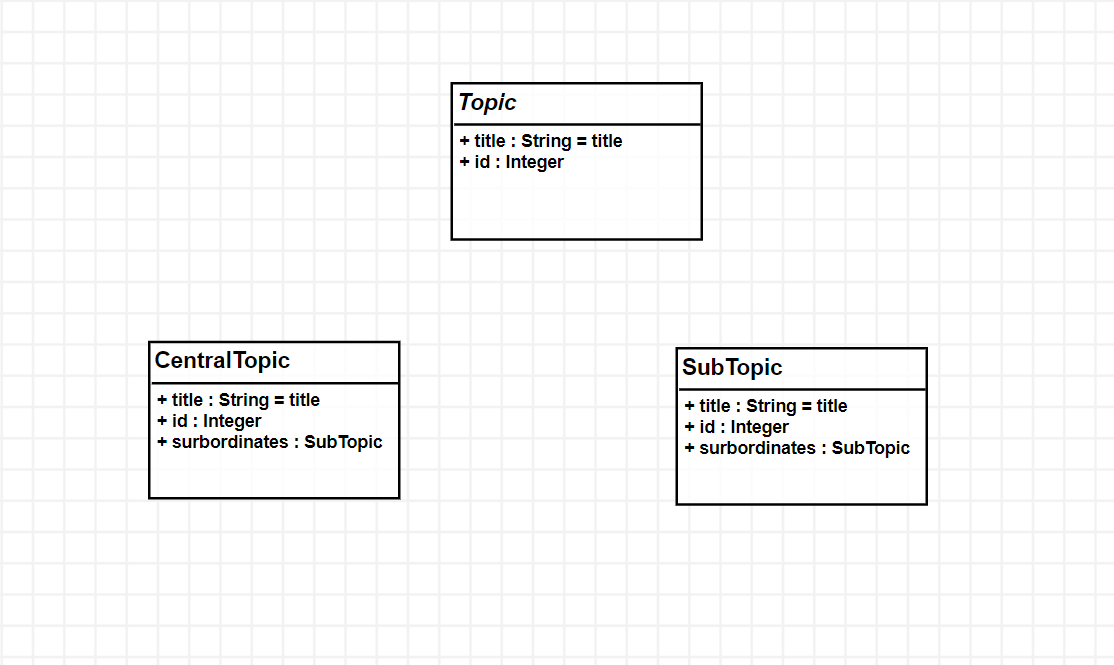 Topic
+ title : String = title
+ id : Integer
CentralTopic
+ title : String = title
+ id : Integer
+ surbordinates : SubTopic
SubTopic
+ title : String = title
+ id : Integer
+ surbordinates : SubTopic